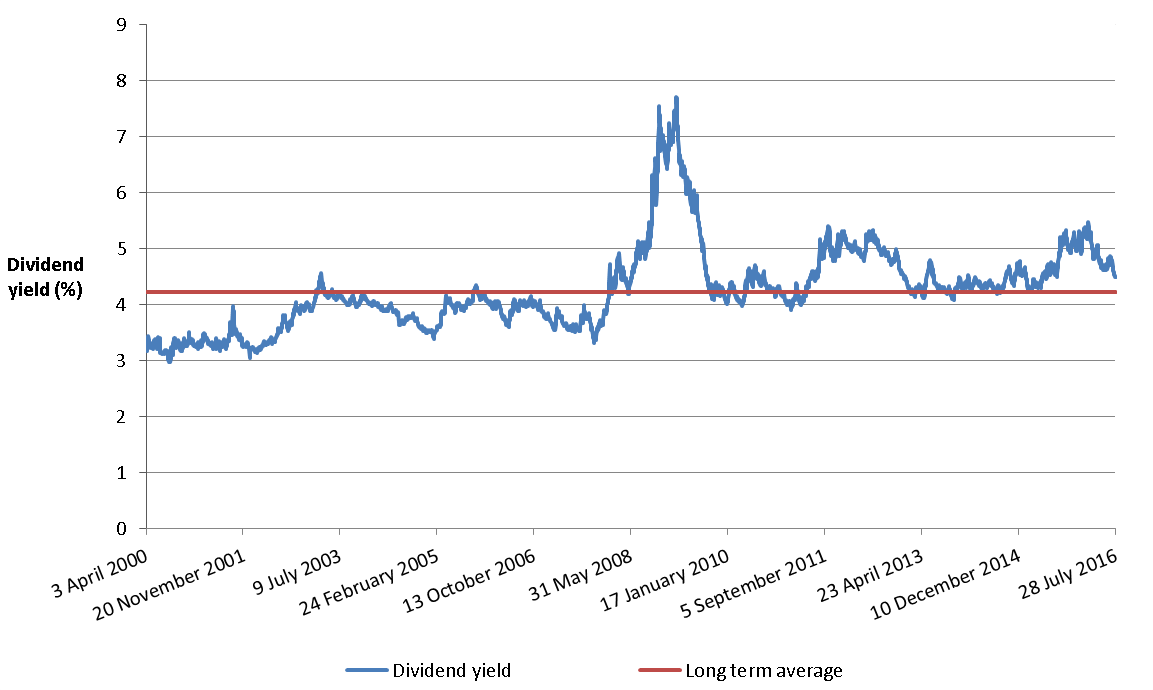 9
8
7
6
5
4
3
2
1
0
Dividend
yield (%)
3 April 2000
20 November 2001
9 July 2003
24 February 2005
13 October 2006
31 May 2008
17 January 2010
5 September 2011
23 April 2013
10 December 2014
28 July 2016
Dividend yield
Long term average